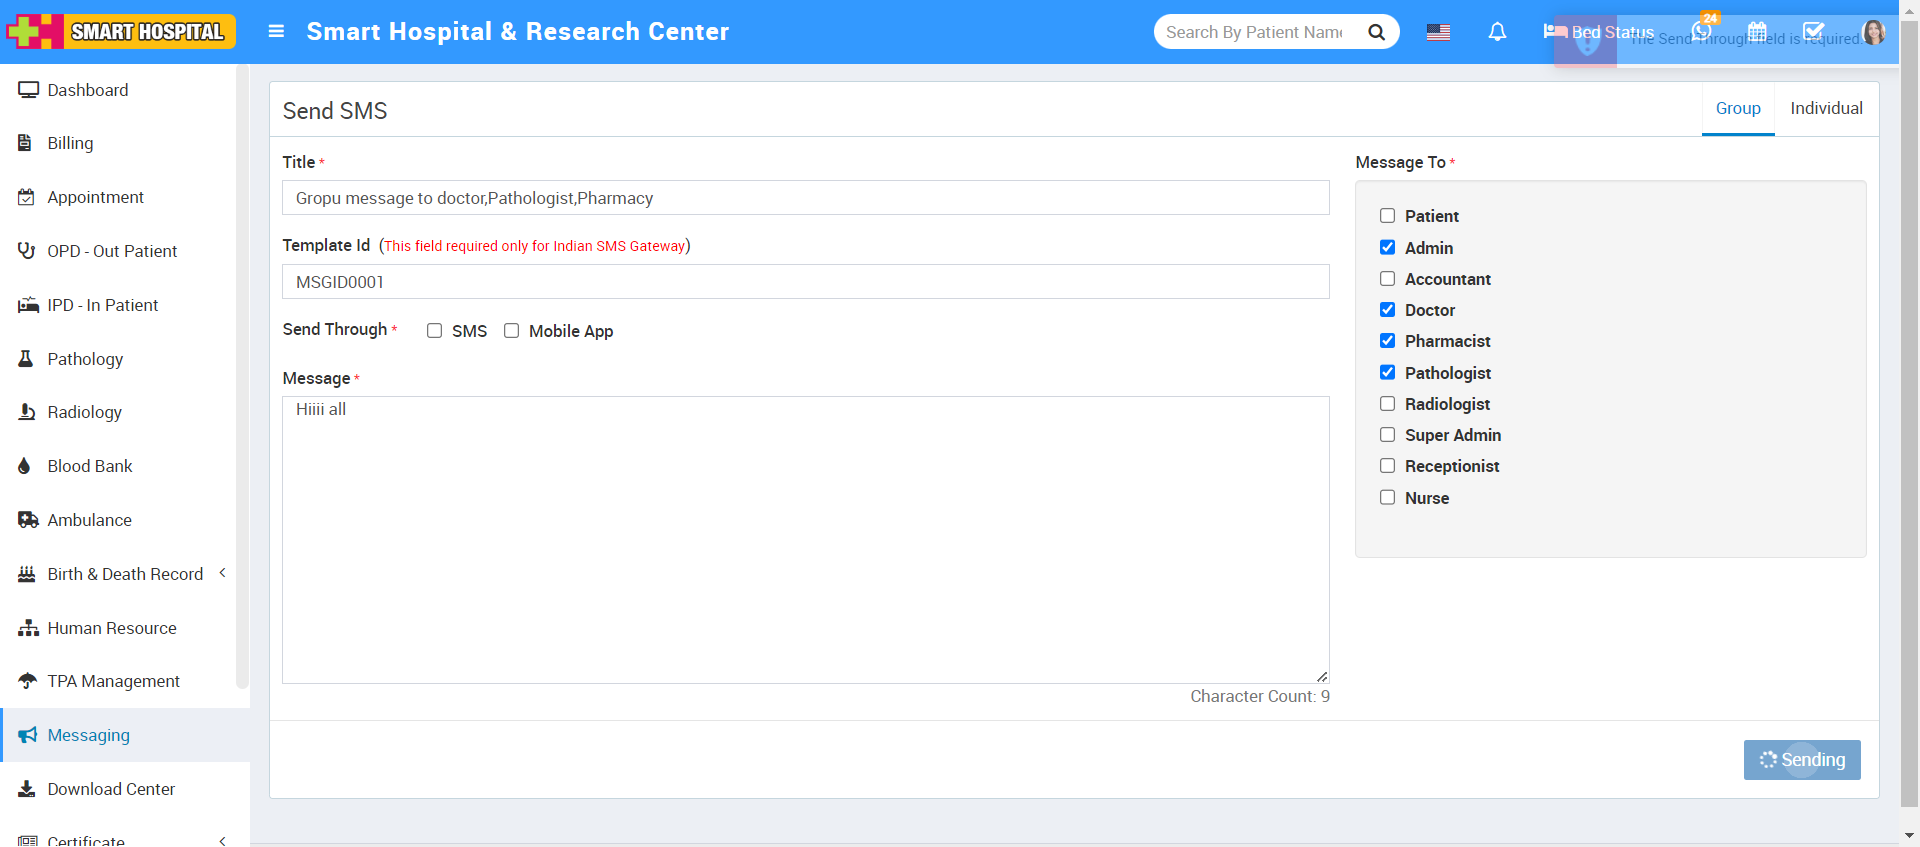 SMART HOSPITAL
Smart Hospital & Research Center
Search By Patient Name
Bed Status
24
The Send Through field is required.
Dashboard
Billing
Appointment
OPD - Out Patient
IPD - In Patient
Pathology
Radiology
Blood Bank
Ambulance
Birth & Death Record
Human Resource
TPA Management
Messaging
Download Center
Certificate
Send SMS
Group
Individual
Title *
Gropu message to doctor,Pathologist,Pharmacy
Template Id (This field required only for Indian SMS Gateway)
MSGID0001
Send Through * SMS Mobile App
Message *
Hiiii all
Character Count: 9
Message To *
Patient
Admin
Accountant
Doctor
Pharmacist
Pathologist
Radiologist
Super Admin
Receptionist
Nurse
Sending